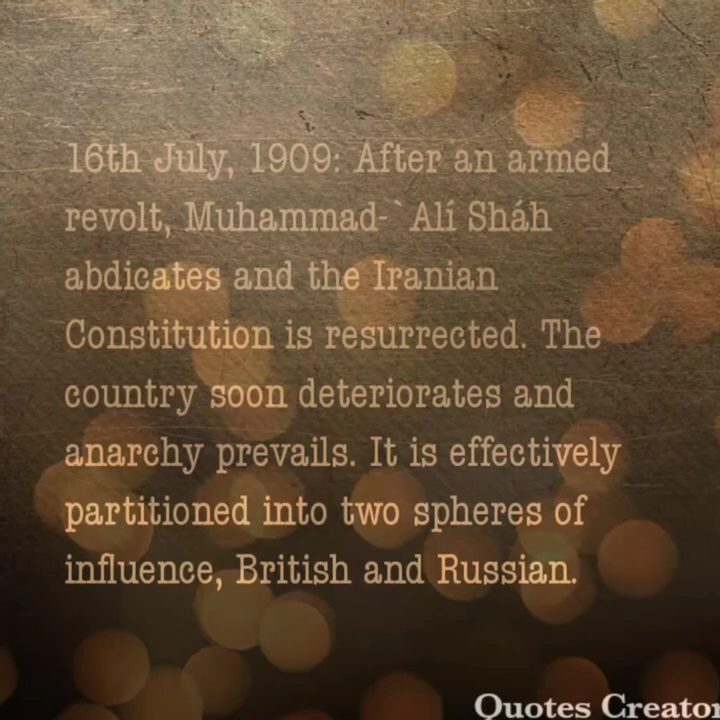 16th July, 1909: After an armed
revolt, Muhammad-`Alí Sháh
abdicates and the Iranian
Constitution is resurrected. The
country soon deteriorates and
anarchy prevails. It is effectively
partitioned into two spheres of
influence, British and Russian.
Quotes Creator